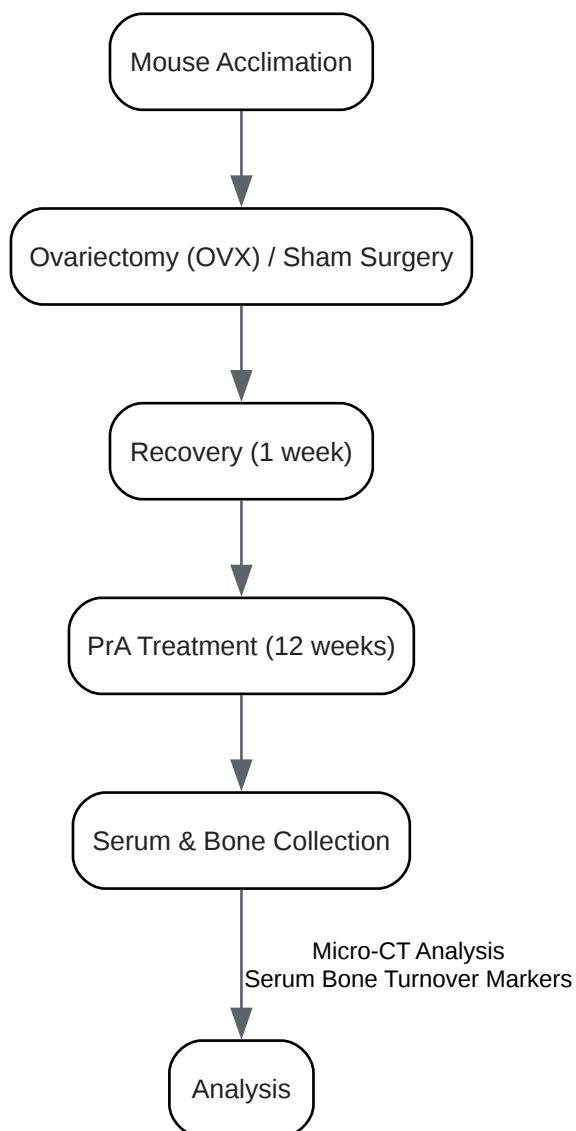 Mouse Acclimation
Ovariectomy (OVX) / Sham Surgery
Recovery (1 week)
PrA Treatment (12 weeks)
Serum & Bone Collection
Micro-CT Analysis
Serum Bone Turnover Markers
Analysis